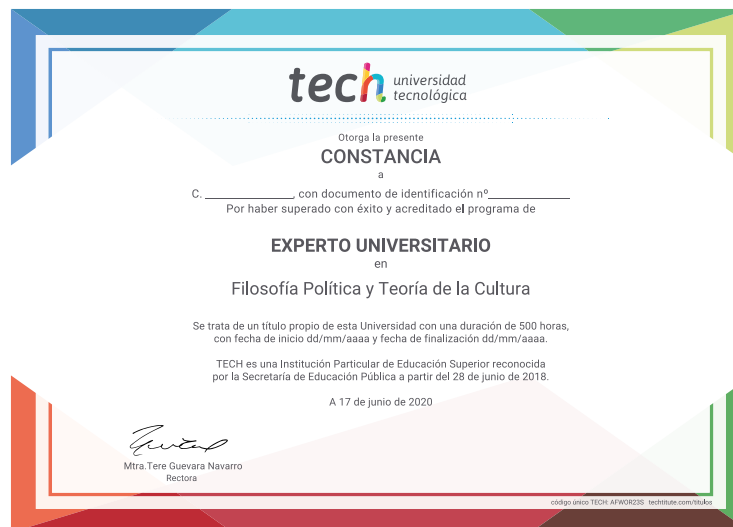 tech universidad
tecnológica
Otorga la presente
CONSTANCIA
a
C. ______________, con documento de identificación nº______________
Por haber superado con éxito y acreditado el programa de
EXPERTO UNIVERSITARIO
en
Filosofía Política y Teoría de la Cultura
Se trata de un título propio de esta Universidad con una duración de 500 horas,
con fecha de inicio dd/mm/aaaa y fecha de finalización dd/mm/aaaa.
TECH es una Institución Particular de Educación Superior reconocida
por la Secretaría de Educación Pública a partir del 28 de junio de 2018.
A 17 de junio de 2020
Mtra.Tere Guevara Navarro
Rectora
código único TECH: AFWOR23S techtitute.com/titulos